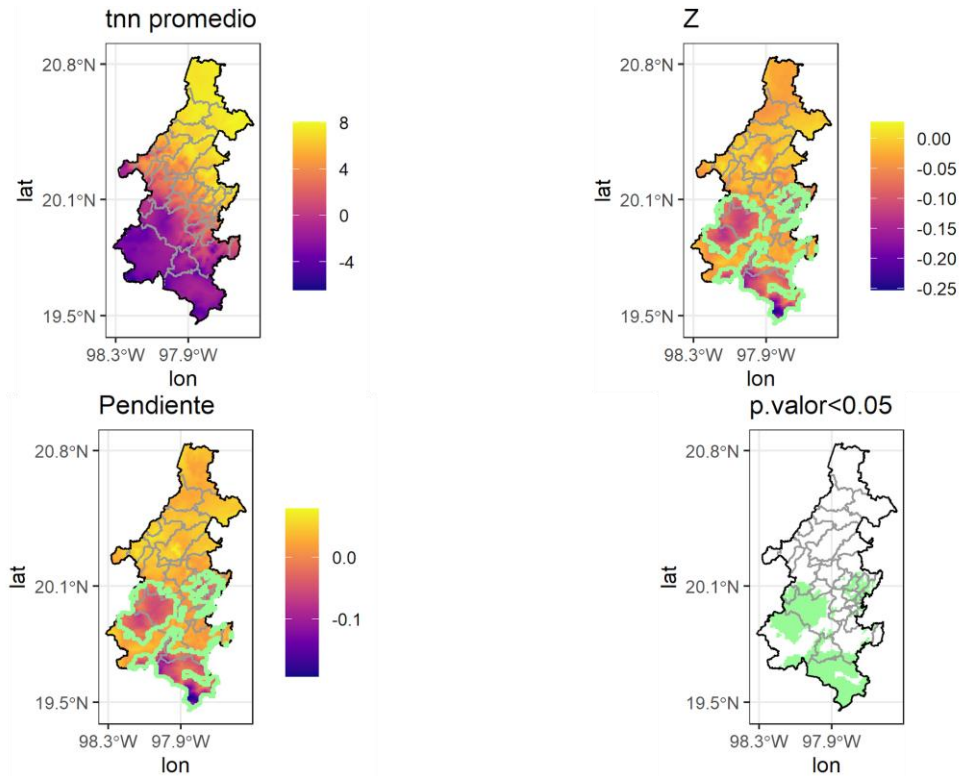 tnn promedio
20.8°N
20.1°N
19.5°N
98.3°W 97.9°W
lat
lon
8
4
0
-4
Z
20.8°N
20.1°N
19.5°N
98.3°W 97.9°W
lat
lon
0.00
-0.05
-0.10
-0.15
-0.20
-0.25
Pendiente
20.8°N
20.1°N
19.5°N
98.3°W 97.9°W
lat
lon
0.0
-0.1
p.valor<0.05
20.8°N
20.1°N
19.5°N
98.3°W 97.9°W
lat
lon